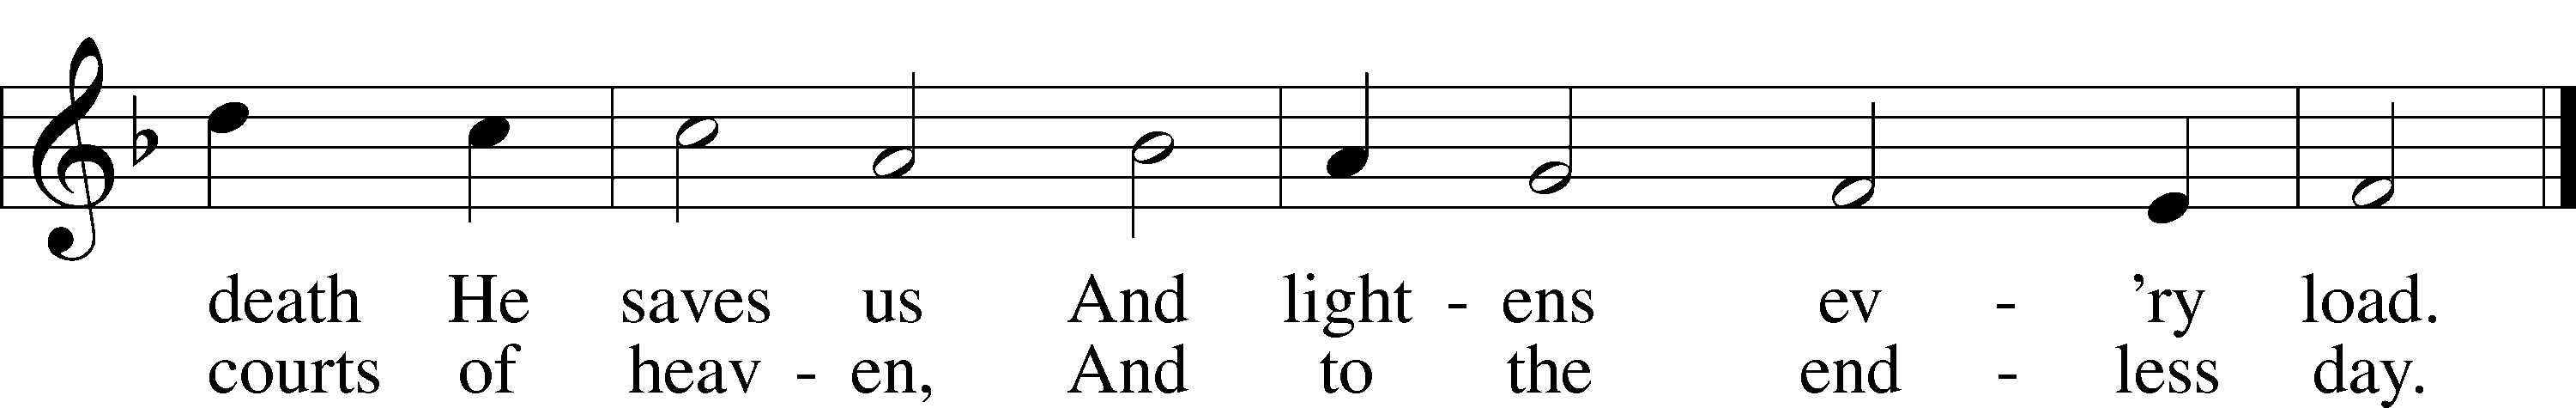 death He saves us And light - ens ev - ’ry load.
courts of heav - en, And to the end - less day.